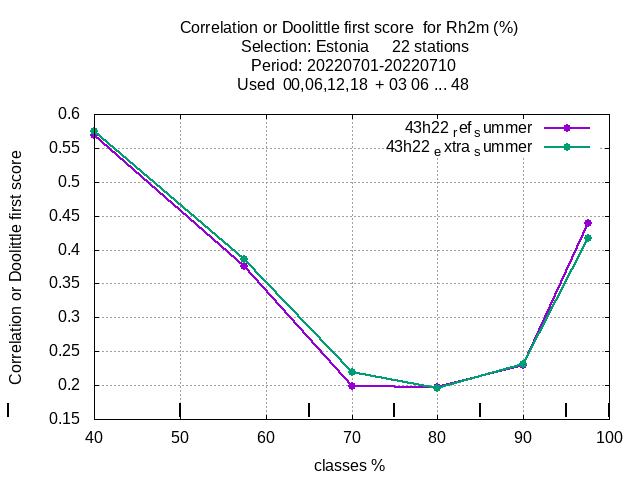 Correlation or Doolittle first score  for Rh2m (%)
Selection: Estonia     22 stations
Period: 20220701-20220710
Used  00,06,12,18  + 03 06 ... 48
43h22 ref summer
43h22 extra summer
Correlation or Doolittle first score
0.6
0.55
0.5
0.45
0.4
0.35
0.3
0.25
0.2
0.15
40 50 60 70 80 90 100
classes %